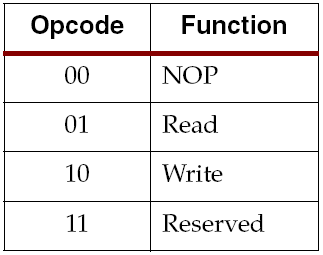 Opcode Function
00 NOP
01 Read
10 Write
11 Reserved